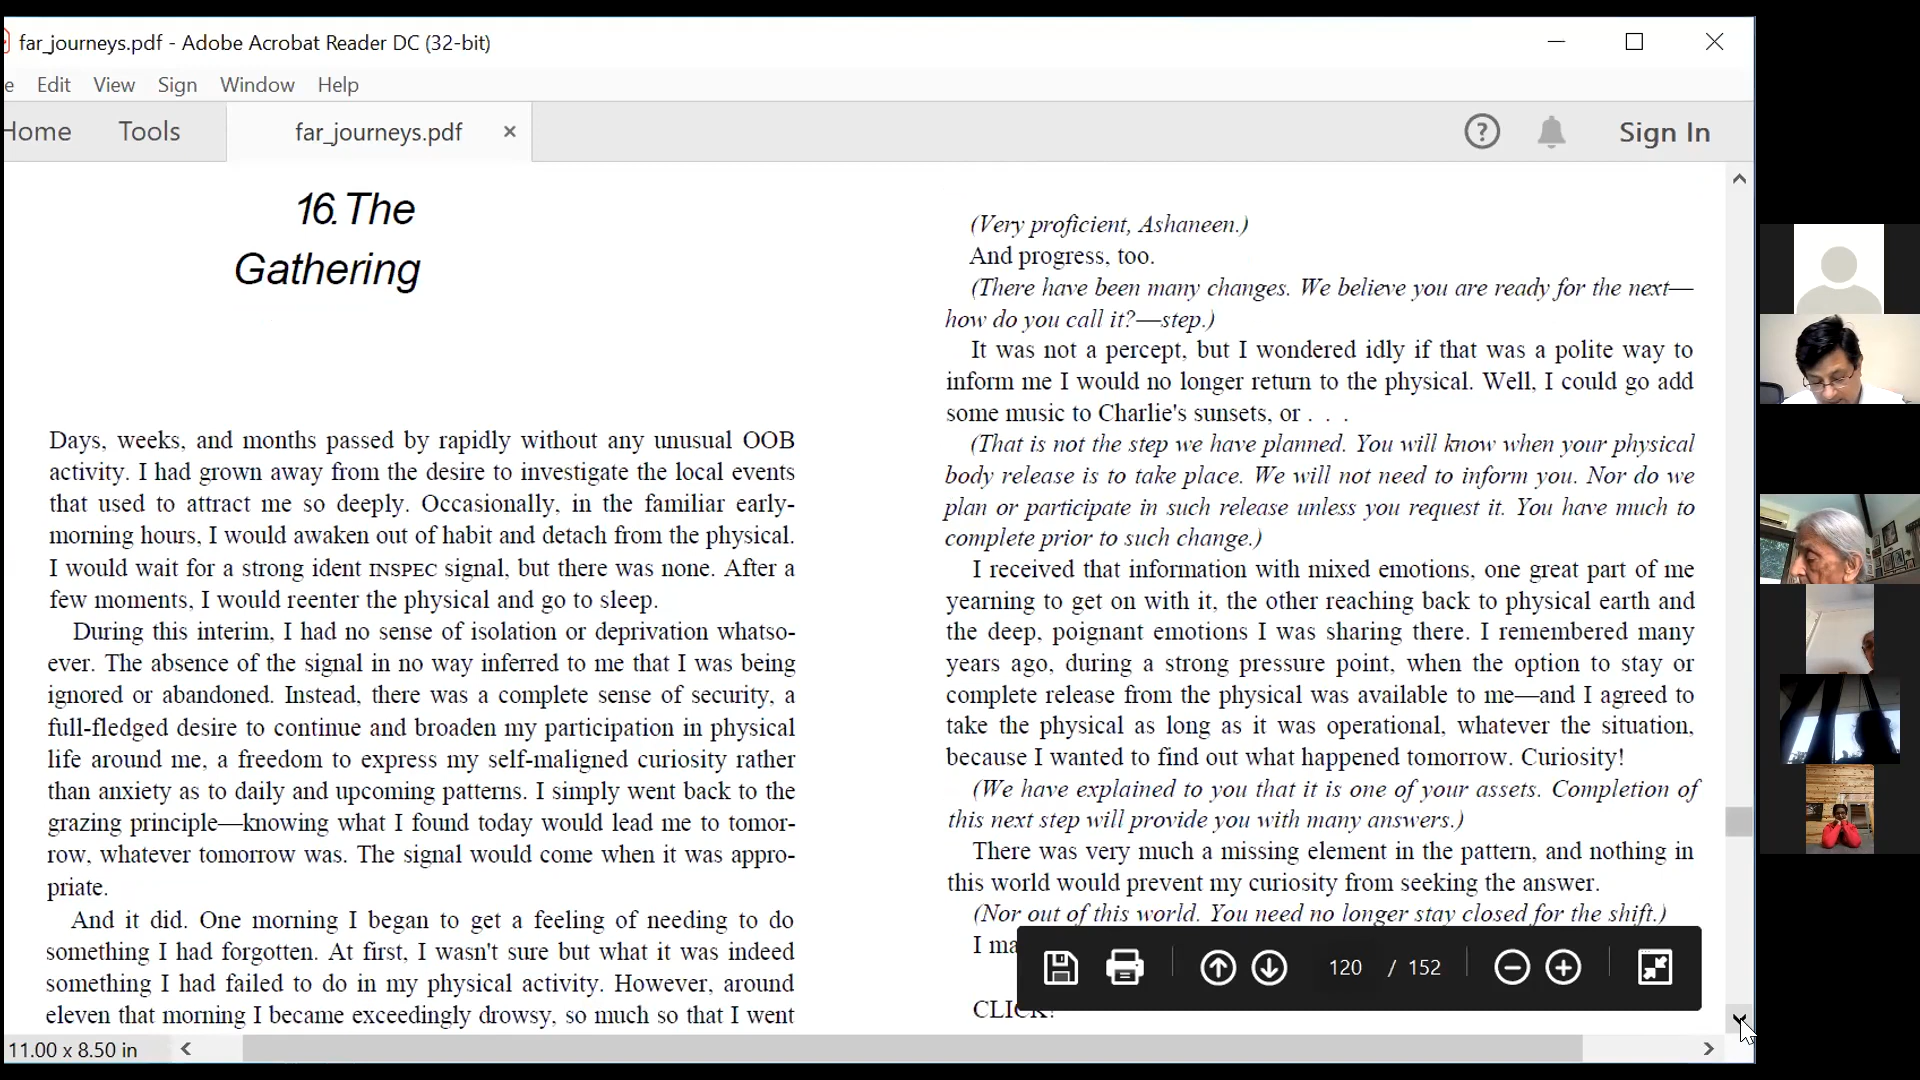 far_journeys.pdf - Adobe Acrobat Reader DC (32-bit)
e Edit View Sign Window Help
Home Tools far_journeys.pdf × ? Sign In
16. The
Gathering
Days, weeks, and months passed by rapidly without any unusual OOB
activity. I had grown away from the desire to investigate the local events
that used to attract me so deeply. Occasionally, in the familiar early-
morning hours, I would awaken out of habit and detach from the physical.
I would wait for a strong ident INSPEC signal, but there was none. After a
few moments, I would reenter the physical and go to sleep.
During this interim, I had no sense of isolation or deprivation whatso-
ever. The absence of the signal in no way inferred to me that I was being
ignored or abandoned. Instead, there was a complete sense of security, a
full-fledged desire to continue and broaden my participation in physical
life around me, a freedom to express my self-maligned curiosity rather
than anxiety as to daily and upcoming patterns. I simply went back to the
grazing principle—knowing what I found today would lead me to tomor-
row, whatever tomorrow was. The signal would come when it was appro-
priate.
And it did. One morning I began to get a feeling of needing to do
something I had forgotten. At first, I wasn't sure but what it was indeed
something I had failed to do in my physical activity. However, around
eleven that morning I became exceedingly drowsy, so much so that I went
(Very proficient, Ashaneen.)
And progress, too.
(There have been many changes. We believe you are ready for the next—
how do you call it?—step.)
It was not a percept, but I wondered idly if that was a polite way to
inform me I would no longer return to the physical. Well, I could go add
some music to Charlie's sunsets, or . . .
(That is not the step we have planned. You will know when your physical
body release is to take place. We will not need to inform you. Nor do we
plan or participate in such release unless you request it. You have much to
complete prior to such change.)
I received that information with mixed emotions, one great part of me
yearning to get on with it, the other reaching back to physical earth and
the deep, poignant emotions I was sharing there. I remembered many
years ago, during a strong pressure point, when the option to stay or
complete release from the physical was available to me—and I agreed to
take the physical as long as it was operational, whatever the situation,
because I wanted to find out what happened tomorrow. Curiosity!
(We have explained to you that it is one of your assets. Completion of
this next step will provide you with many answers.)
There was very much a missing element in the pattern, and nothing in
this world would prevent my curiosity from seeking the answer.
(Nor out of this world. You need no longer stay closed for the shift.)
I ma
120 / 152
CLICK!
11.00 x 8.50 in